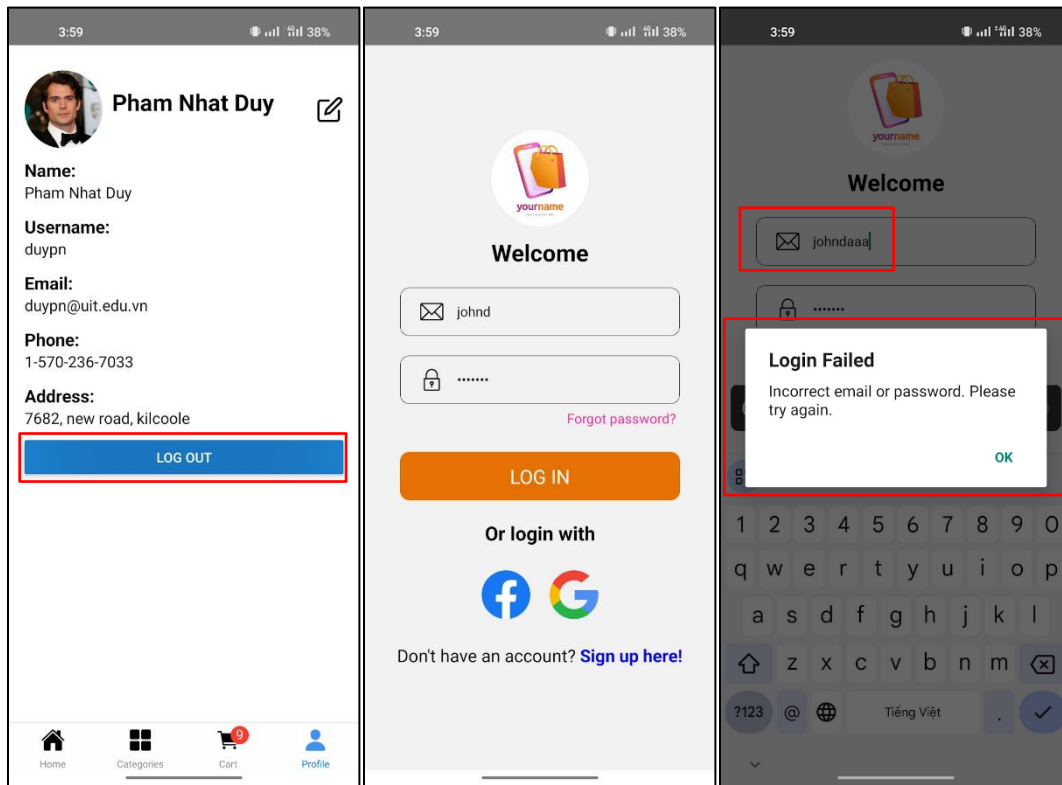 3:59
38%
Pham Nhat Duy
Name:
Pham Nhat Duy
Username:
duypn
Email:
duypn@uit.edu.vn
Phone:
1-570-236-7033
Address:
7682, new road, kilcoole
LOG OUT
9
Home
Categories
Cart
Profile
3:59
38%
yourname
Welcome
johnd
•••••••
Forgot password?
LOG IN
Or login with
Don't have an account? Sign up here!
3:59
38%
yourname
Welcome
johndaaa
•••••••
Login Failed
Incorrect email or password. Please
try again.
OK
1 2 3 4 5 6 7 8 9 0
q w e r t y u i o p
a s d f g h j k l
z x c v b n m
?123 @ Tiếng Việt .